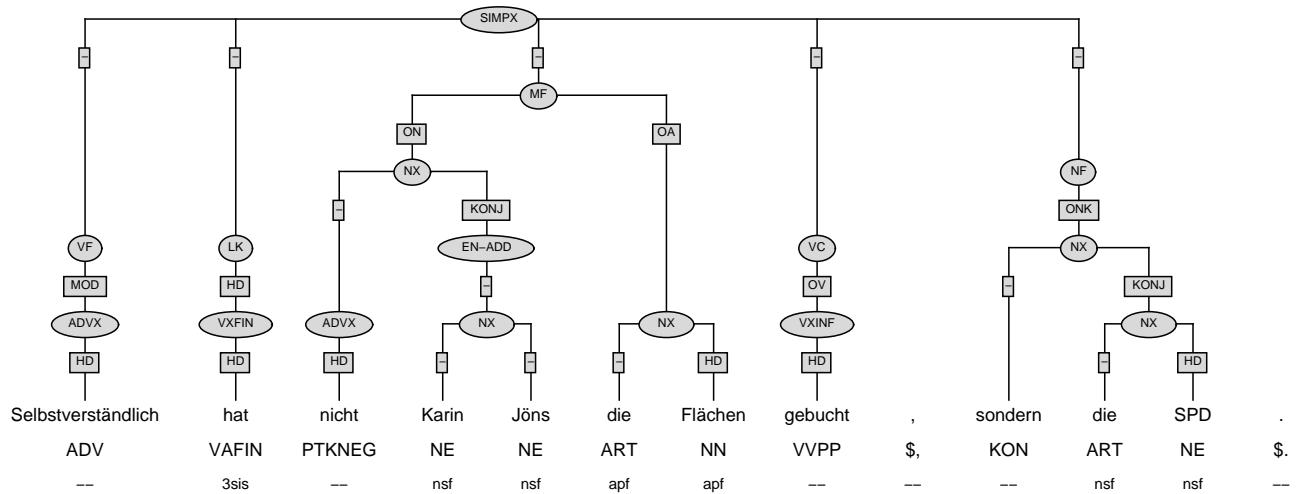 SIMPX
– – – – –
MF
ON OA
NX NF
– KONJ ONK
VF LK EN–ADD VC NX
MOD HD – OV – KONJ
ADVX VXFIN ADVX NX NX VXINF NX
HD HD HD – – – HD HD – HD
Selbstverständlich hat nicht Karin Jöns die Flächen gebucht , sondern die SPD .
ADV VAFIN PTKNEG NE NE ART NN VVPP $, KON ART NE $.
–– 3sis –– nsf nsf apf apf –– –– –– nsf nsf ––